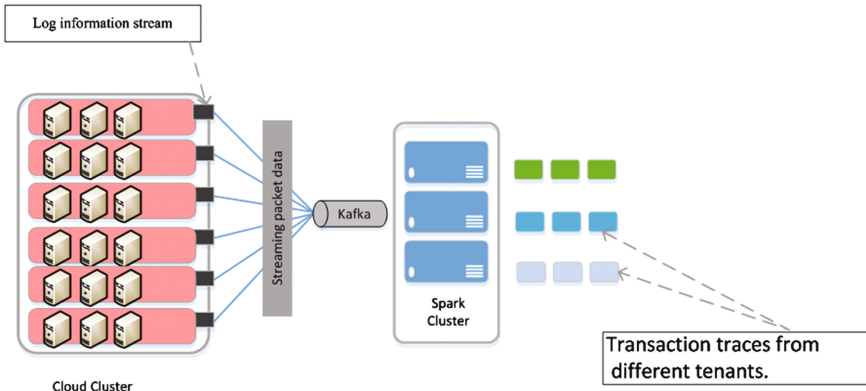 Log information stream
Streaming packet data
Kafka
Spark
Cluster
Transaction traces from
different tenants.
Cloud Cluster